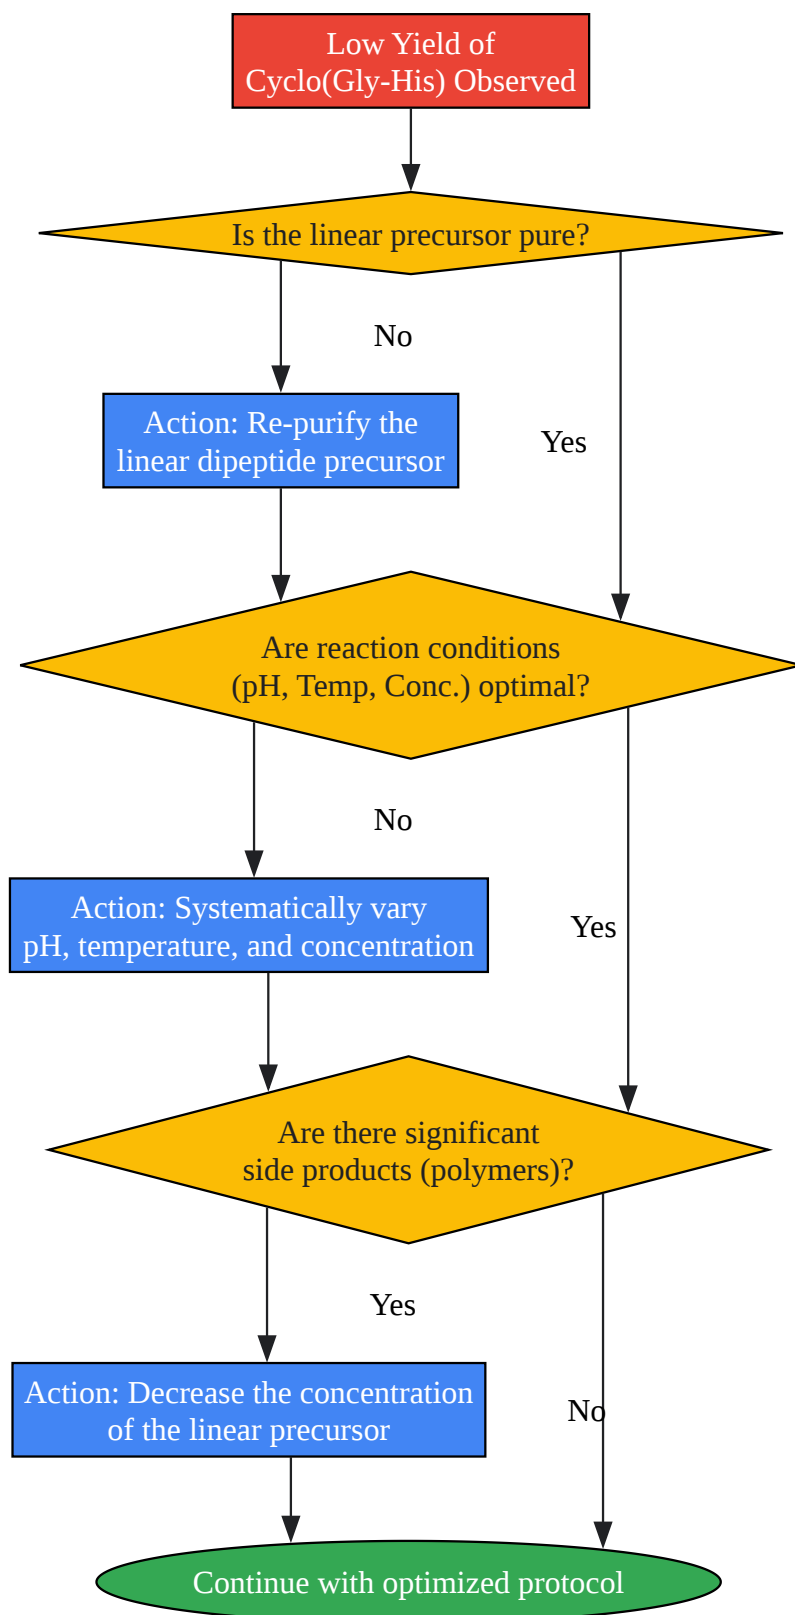 Low Yield of
Cyclo(Gly-His) Observed
Is the linear precursor pure?
No
Action: Re-purify the
linear dipeptide precursor
Yes
Are reaction conditions
(pH, Temp, Conc.) optimal?
No
Action: Systematically vary
pH, temperature, and concentration
Yes
Are there significant
side products (polymers)?
Yes
Action: Decrease the concentration
of the linear precursor
No
Continue with optimized protocol